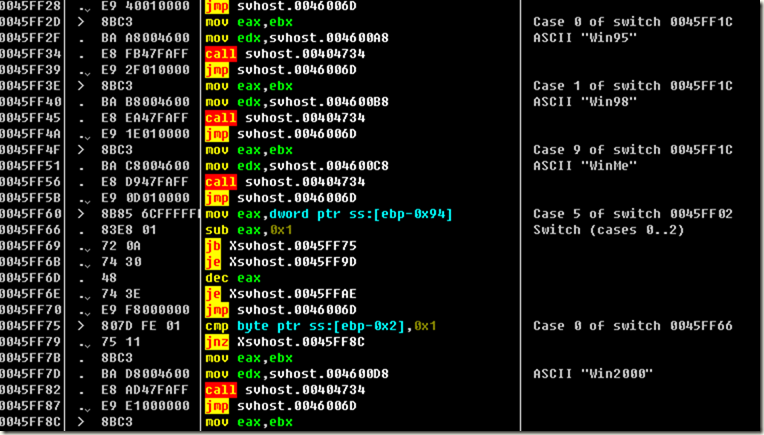 0045FF28 . E9 40010000 jmp svhost.0046006D
0045FF2D > 8BC3 mov eax,ebx Case 0 of switch 0045FF1C
0045FF2F . BA A8004600 mov edx,svhost.004600A8 ASCII "Win95"
0045FF34 . E8 FB47FAFF call svhost.00404734
0045FF39 . E9 2F010000 jmp svhost.0046006D
0045FF3E > 8BC3 mov eax,ebx Case 1 of switch 0045FF1C
0045FF40 . BA B8004600 mov edx,svhost.004600B8 ASCII "Win98"
0045FF45 . E8 EA47FAFF call svhost.00404734
0045FF4A . E9 1E010000 jmp svhost.0046006D
0045FF4F > 8BC3 mov eax,ebx Case 9 of switch 0045FF1C
0045FF51 . BA C8004600 mov edx,svhost.004600C8 ASCII "WinMe"
0045FF56 . E8 D947FAFF call svhost.00404734
0045FF5B . E9 0D010000 jmp svhost.0046006D
0045FF60 > 8B85 6CFFFFFF mov eax,dword ptr ss:[ebp-0x94] Case 5 of switch 0045FF02
0045FF66 . 83E8 01 sub eax,0x1 Switch (cases 0..2)
0045FF69 . 72 0A jb Xsvhost.0045FF75
0045FF6B . 74 30 je Xsvhost.0045FF9D
0045FF6D . 48 dec eax
0045FF6E . 74 3E je Xsvhost.0045FFAE
0045FF70 . E9 F8000000 jmp svhost.0046006D
0045FF75 > 807D FE 01 cmp byte ptr ss:[ebp-0x2],0x1 Case 0 of switch 0045FF66
0045FF79 . 75 11 jnz Xsvhost.0045FF8C
0045FF7B . 8BC3 mov eax,ebx
0045FF7D . BA D8004600 mov edx,svhost.004600D8 ASCII "Win2000"
0045FF82 . E8 AD47FAFF call svhost.00404734
0045FF87 . E9 E1000000 jmp svhost.0046006D
0045FF8C > 8BC3 mov eax,ebx